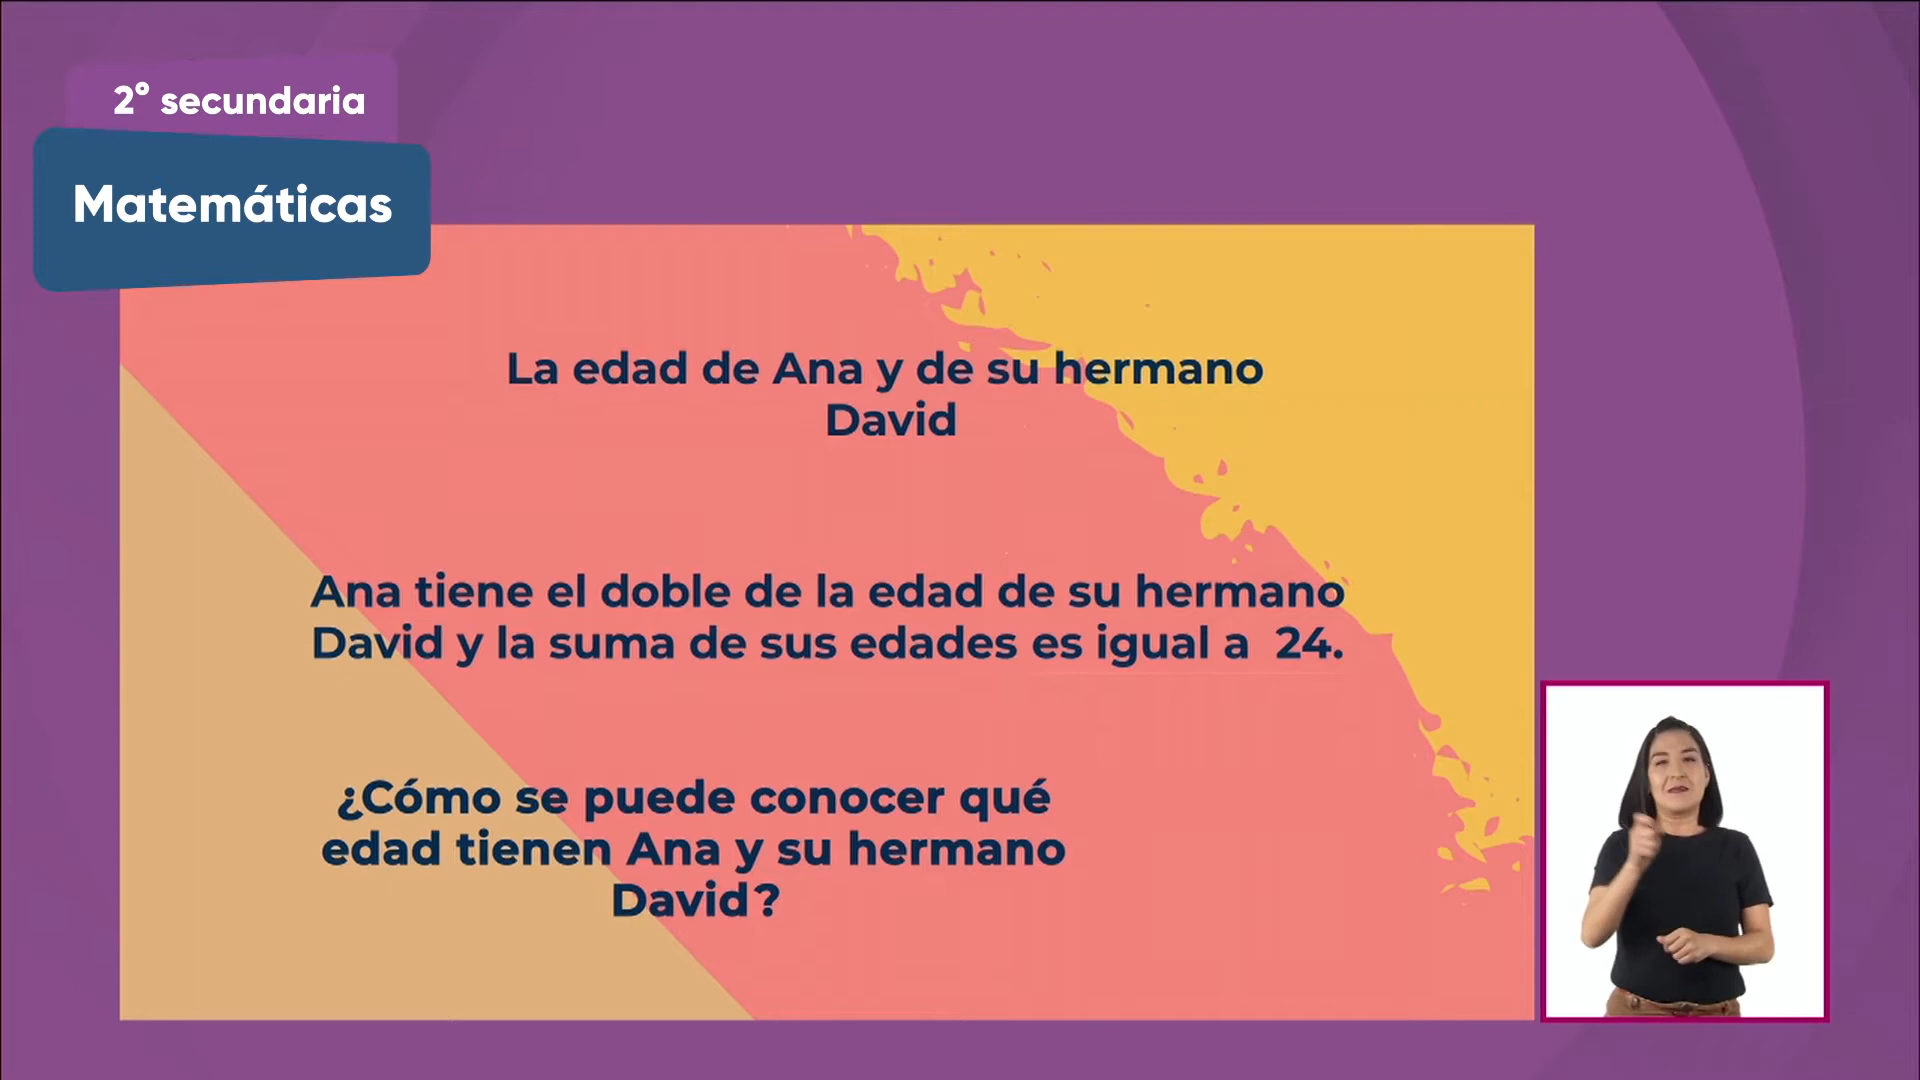 2° secundaria
Matemáticas
La edad de Ana y de su hermano
David
Ana tiene el doble de la edad de su hermano
David y la suma de sus edades es igual a 24.
¿Cómo se puede conocer qué
edad tienen Ana y su hermano
David?